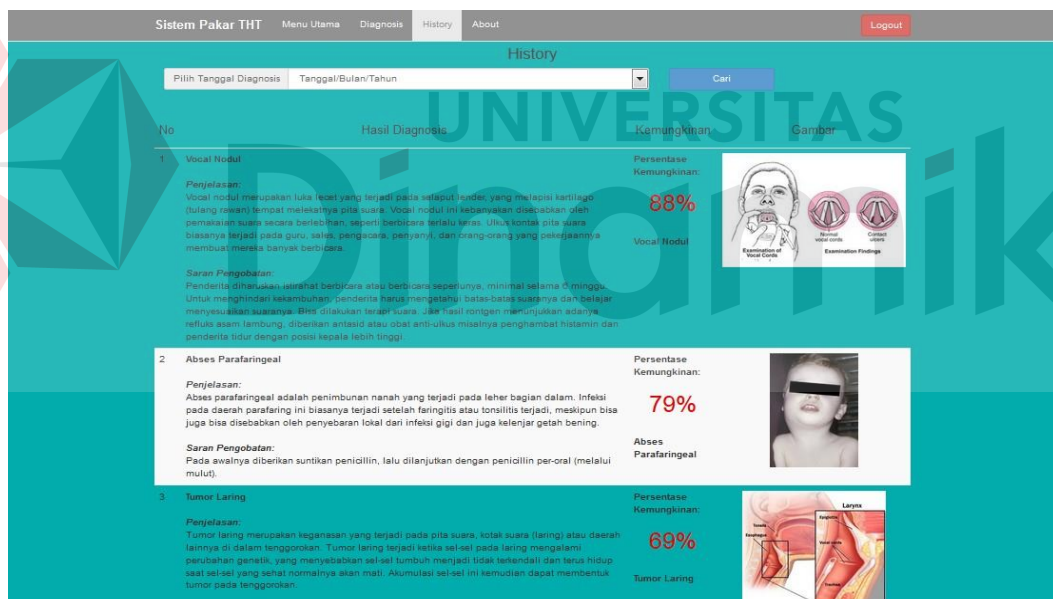 Sistem Pakar THT Menu Utama Diagnosis History About Logout
History
Pilih Tanggal Diagnosis Tanggal/Bulan/Tahun Cari
UNIVERSITAS
Dinamika
No Hasil Diagnosis Kemungkinan Gambar
1 Vocal Nodul
Penjelasan:
Vocal nodul merupakan luka lecet yang terjadi pada selaput lender, yang melapisi kartilago
(tulang rawan) tempat melekatnya pita suara. Vocal nodul ini kebanyakan disebabkan oleh
pemakaian suara secara berlebihan, seperti berbicara terlalu keras. Ulkus kontak pita suara
biasanya terjadi pada guru, sales, pengacara, penyanyi, dan orang-orang yang pekerjaannya
membuat mereka banyak berbicara.
Saran Pengobatan:
Penderita diharuskan istirahat berbicara atau berbicara seperlunya, minimal selama 6 minggu.
Untuk menghindari kekambuhan, penderita harus mengetahui batas-batas suaranya dan belajar
menyesuaikan suaranya. Bisa dilakukan terapi suara. Jika hasil rontgen menunjukkan adanya
refluks asam lambung, diberikan antasid atau obat anti-ulkus misalnya penghambat histamin dan
penderita tidur dengan posisi kepala lebih tinggi.
Persentase
Kemungkinan:
88%
Vocal Nodul
Examination of
Vocal Cords
Normal
vocal cords
Contact
ulcers
Examination Findings
2 Abses Parafaringeal
Penjelasan:
Abses parafaringeal adalah penimbunan nanah yang terjadi pada leher bagian dalam. Infeksi
pada daerah parafaring ini biasanya terjadi setelah faringitis atau tonsilitis terjadi, meskipun bisa
juga bisa disebabkan oleh penyebaran lokal dari infeksi gigi dan juga kelenjar getah bening.
Saran Pengobatan:
Pada awalnya diberikan suntikan penicillin, lalu dilanjutkan dengan penicillin per-oral (melalui
mulut).
Persentase
Kemungkinan:
79%
Abses
Parafaringeal
3 Tumor Laring
Penjelasan:
Tumor laring merupakan keganasan yang terjadi pada pita suara, kotak suara (laring) atau daerah
lainnya di dalam tenggorokan. Tumor laring terjadi ketika sel-sel pada laring mengalami
perubahan genetik, yang menyebabkan sel-sel tumbuh menjadi tidak terkendali dan terus hidup
saat sel-sel yang sehat normalnya akan mati. Akumulasi sel-sel ini kemudian dapat membentuk
tumor pada tenggorokan.
Persentase
Kemungkinan:
69%
Tumor Laring
Larynx
Epiglottis
Tongue
Esophagus
Vocal cords
Trachea